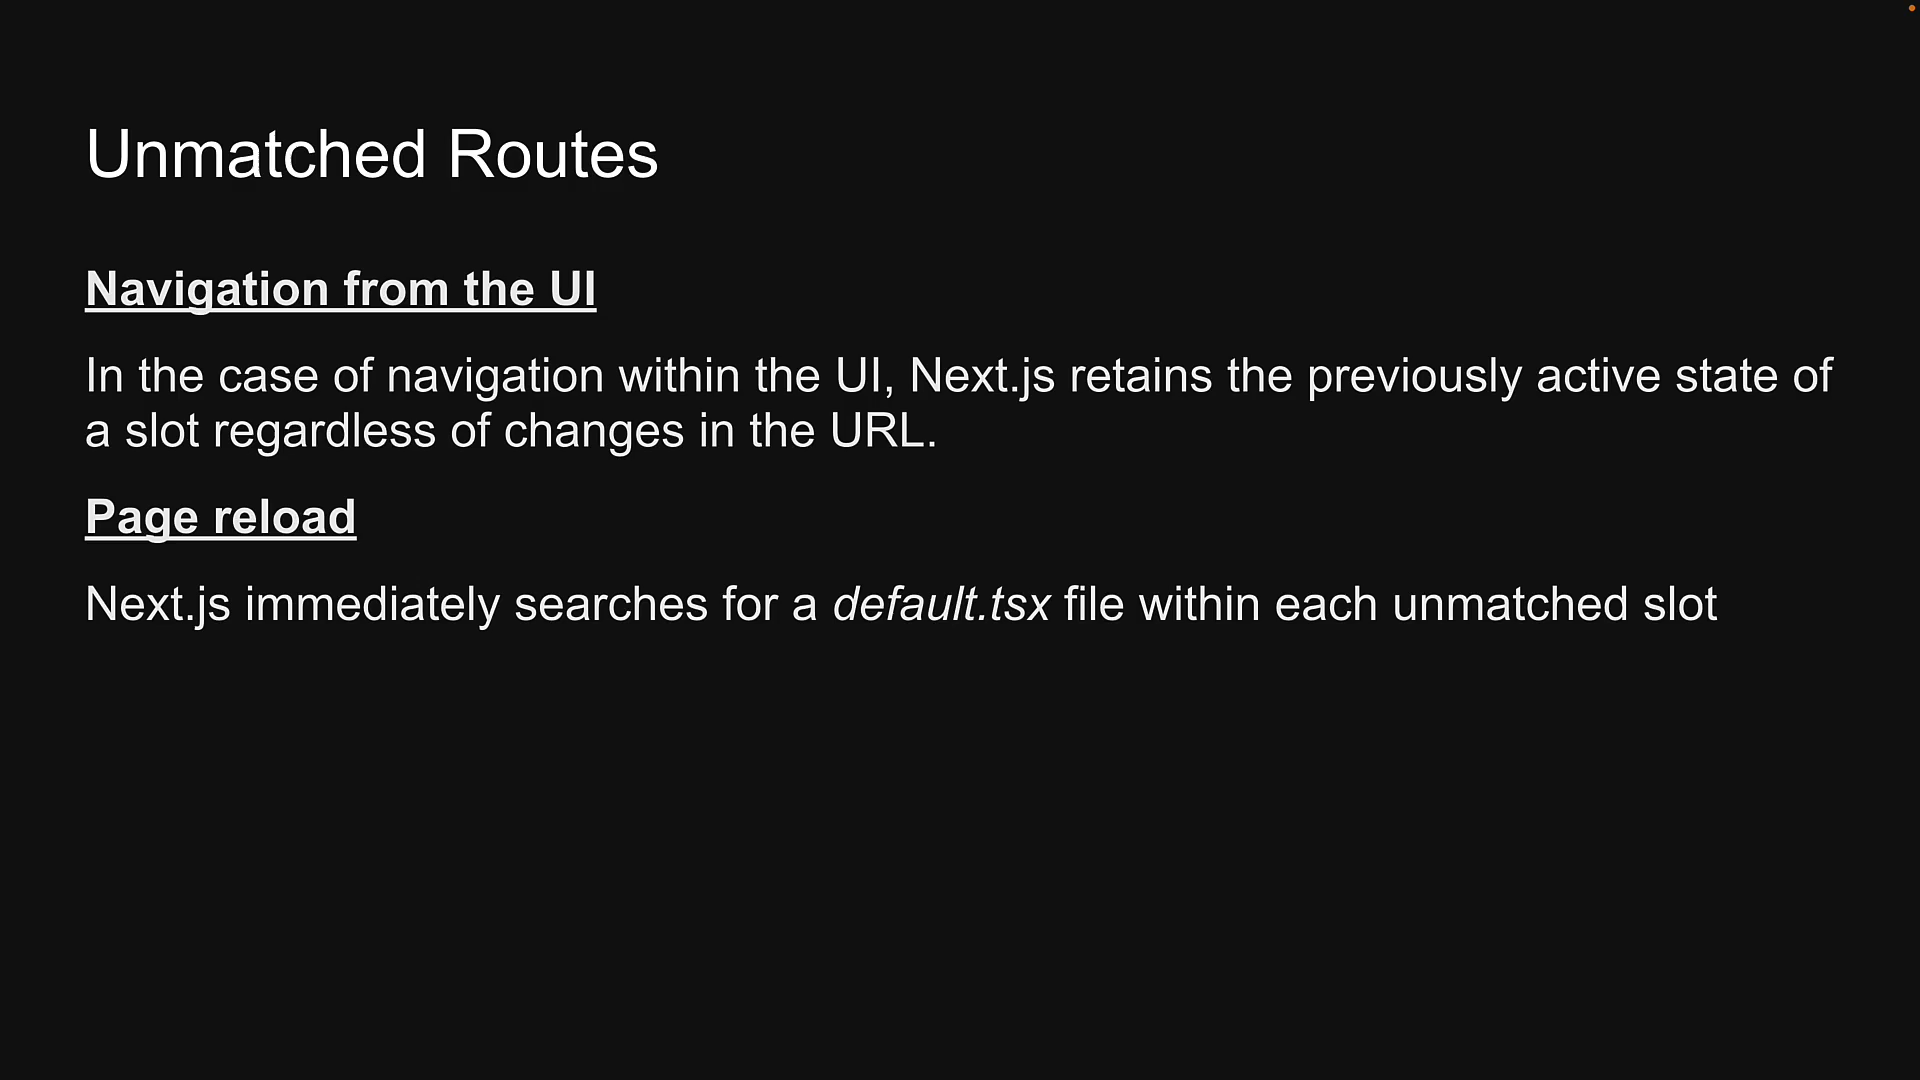 Unmatched Routes
Navigation from the UI
In the case of navigation within the UI, Next.js retains the previously active state of
a slot regardless of changes in the URL.
Page reload
Next.js immediately searches for a default.tsx file within each unmatched slot